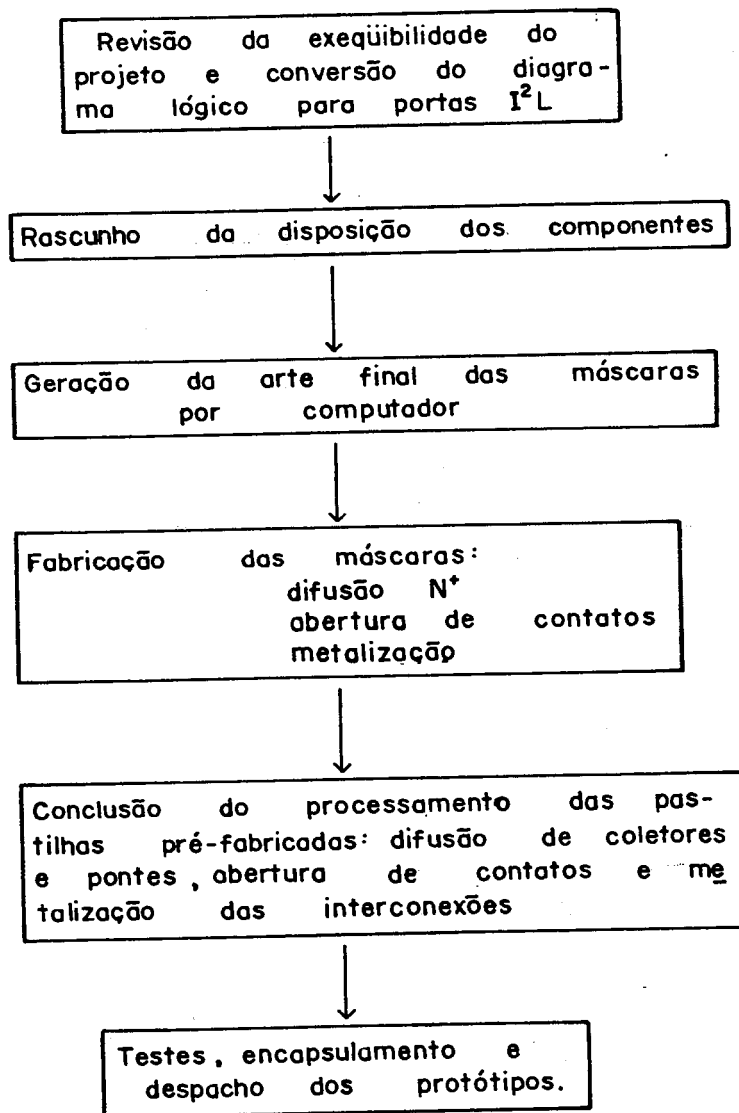 Revisão da exeqüibilidade do
projeto e conversão do diagra-
ma lógico para portas I²L
Rascunho da disposição dos componentes
Geração da arte final das máscaras
por computador
Fabricação das máscaras:
difusão N⁺
abertura de contatos
metalização
Conclusão do processamento das pas-
tilhas pré-fabricadas: difusão de coletores
e pontes, abertura de contatos e me
talização das interconexões
Testes, encapsulamento e
despacho dos protótipos.